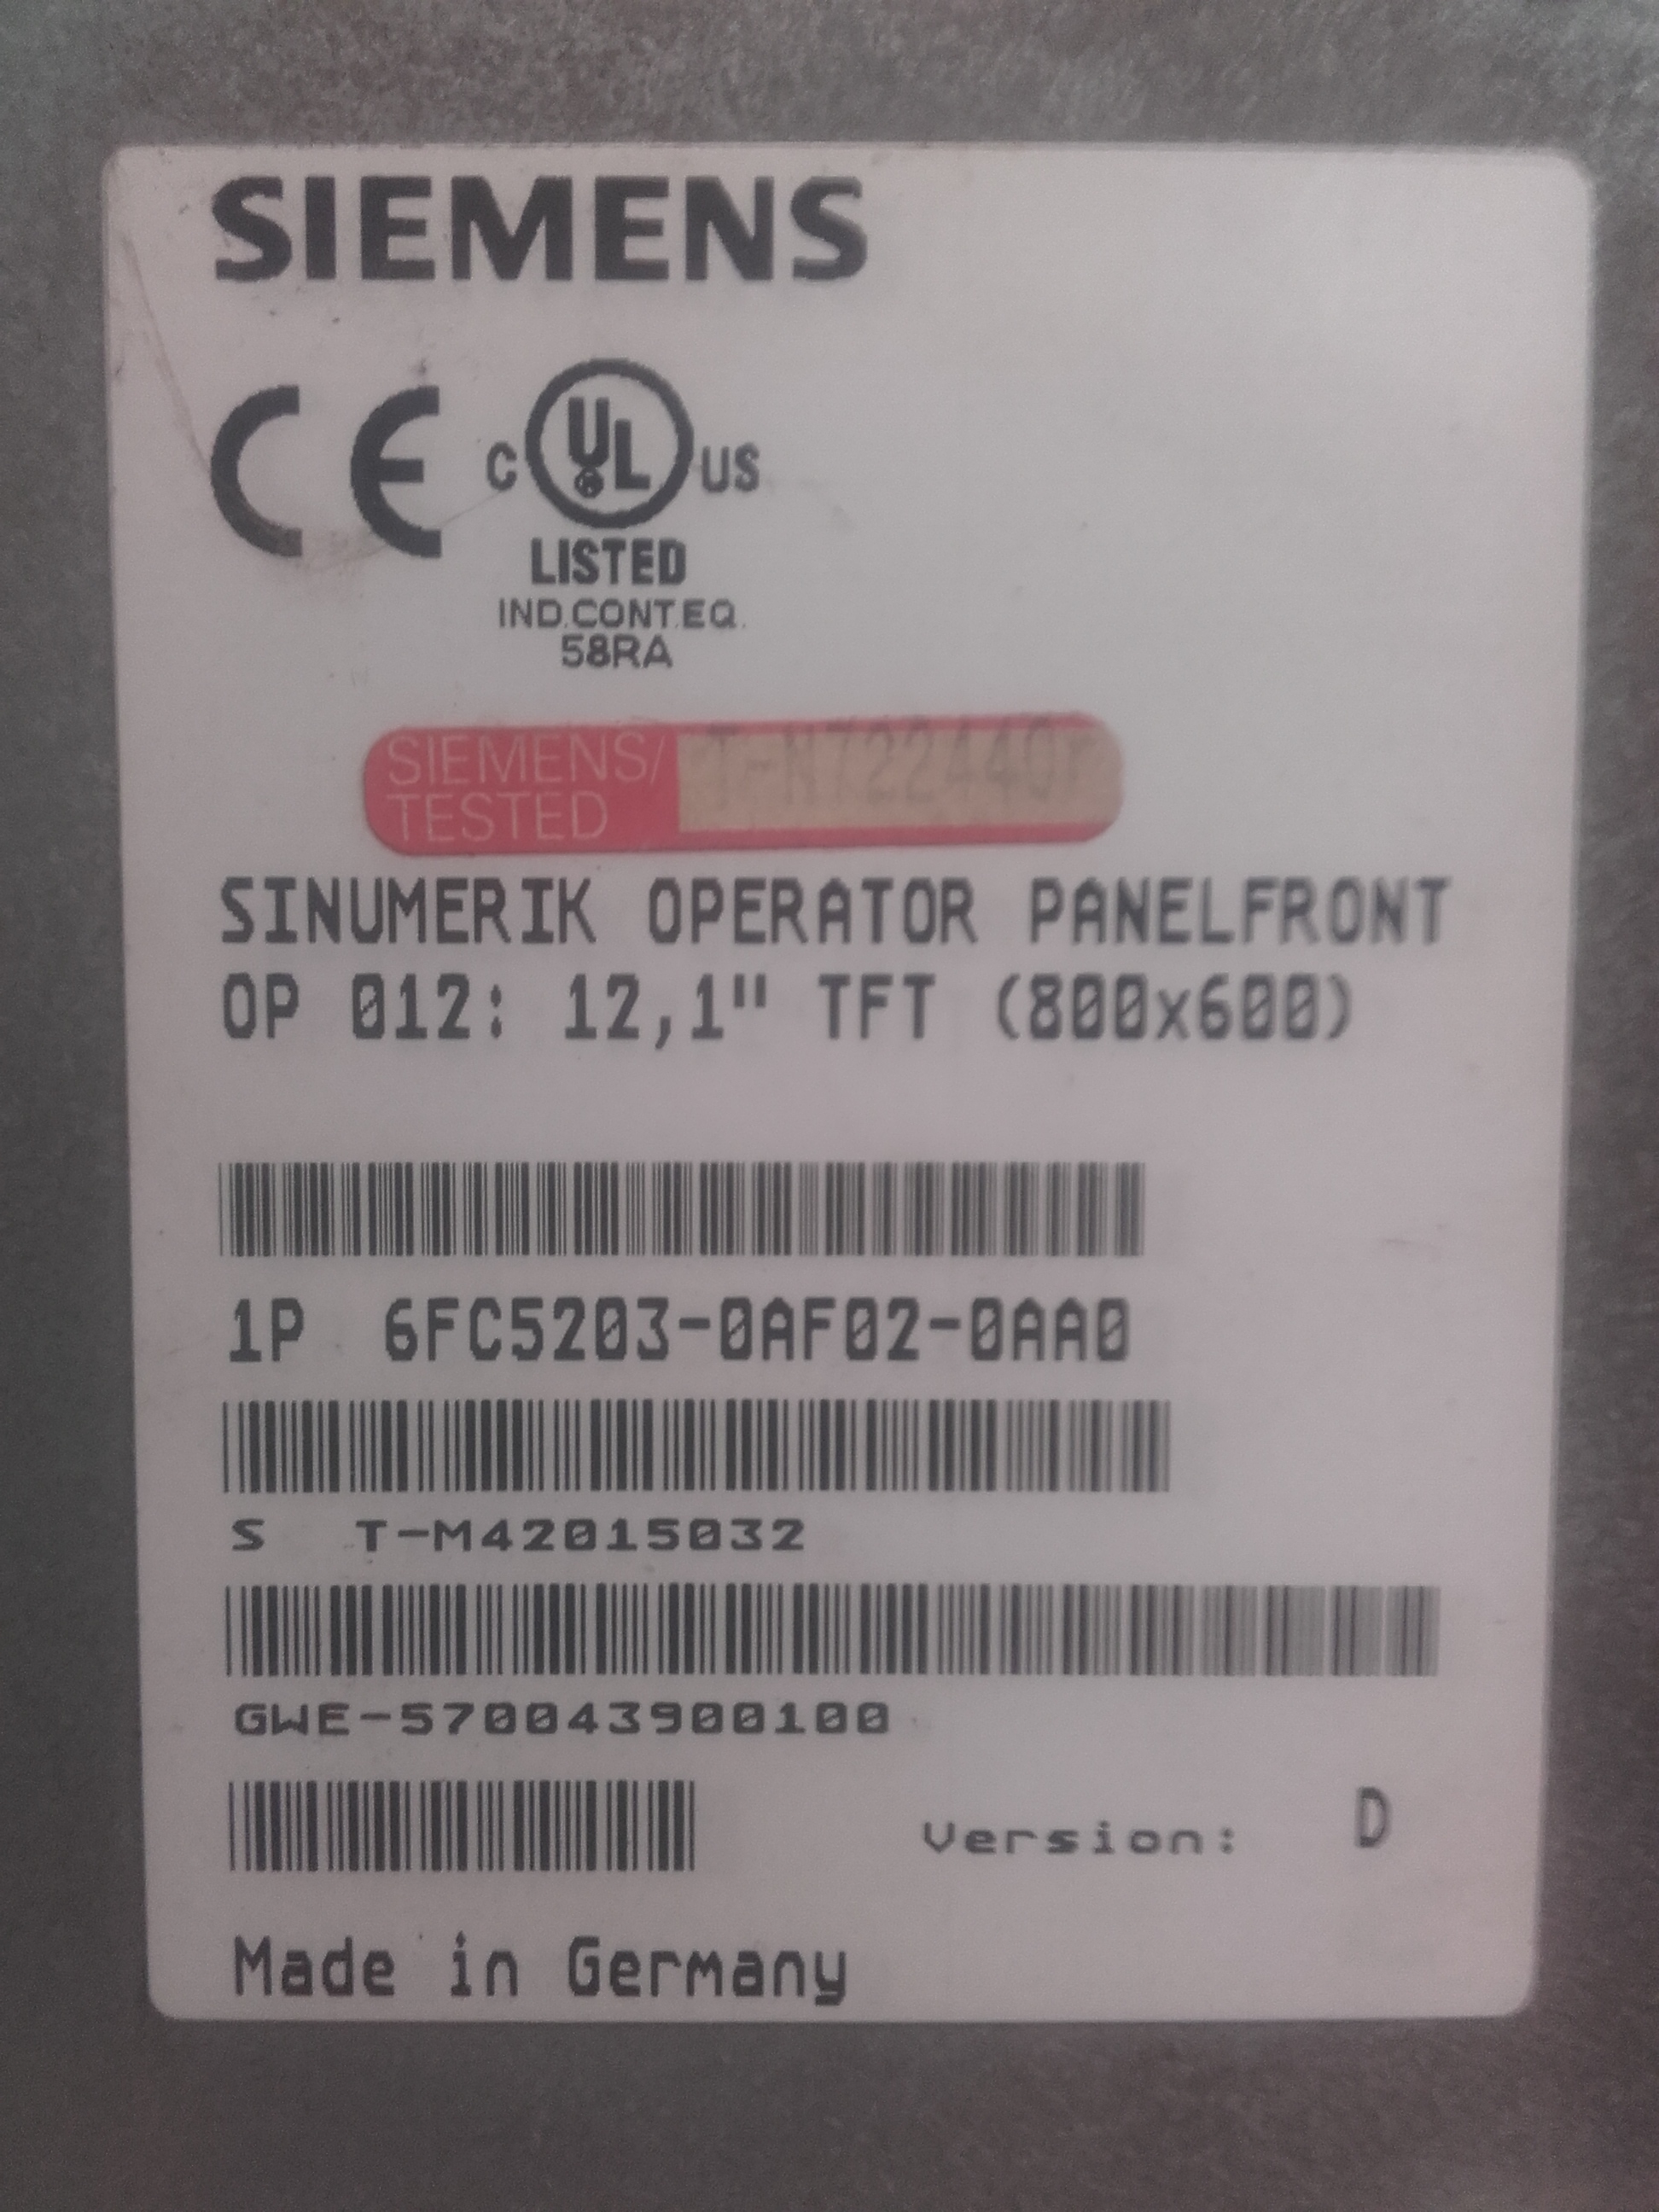 SIEMENS
CE
C UL US
LISTED
IND.CONT.EQ.
58RA
SIEMENS/
TESTED
SINUMERIK OPERATOR PANELFRONT
OP 012: 12,1" TFT (800x600)
1P 6FC5203-0AF02-0AA0
S T-M42015032
GWE-570043900100
Version: D
Made in Germany